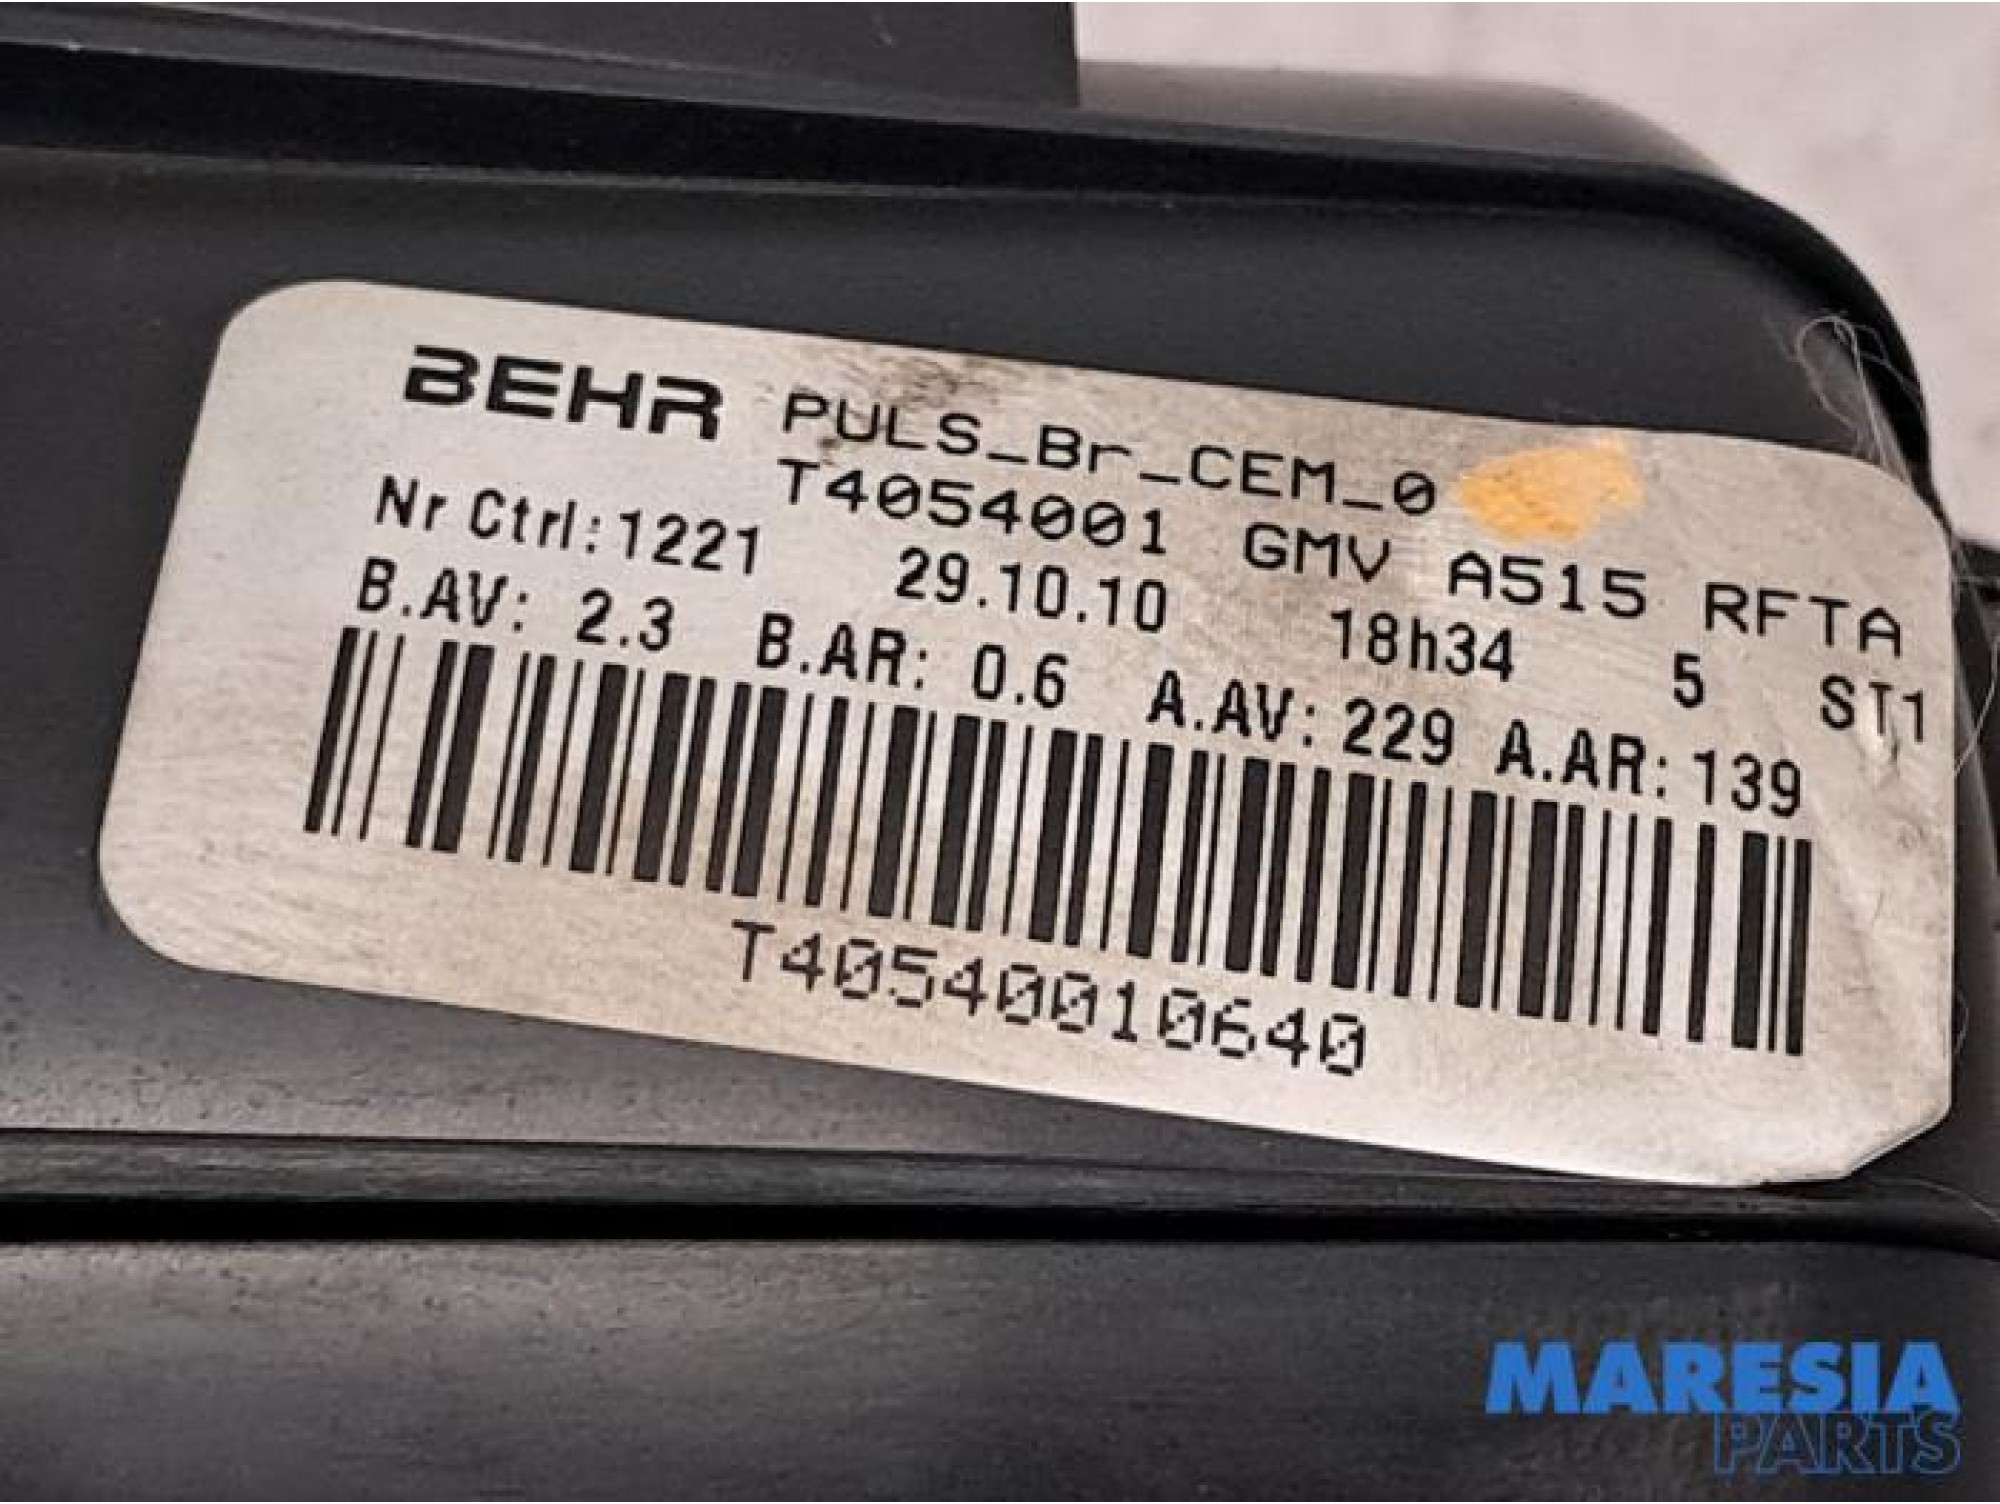 BEHR PULS_Br_CEM_0
T4054001 GMV A515 RFTA
Nr Ctrl:1221 29.10.10 18h34 5 ST1
B.AV: 2.3 B.AR: 0.6 A.AV:229 A.AR:139
T40540010640
MARESIA
PARTS